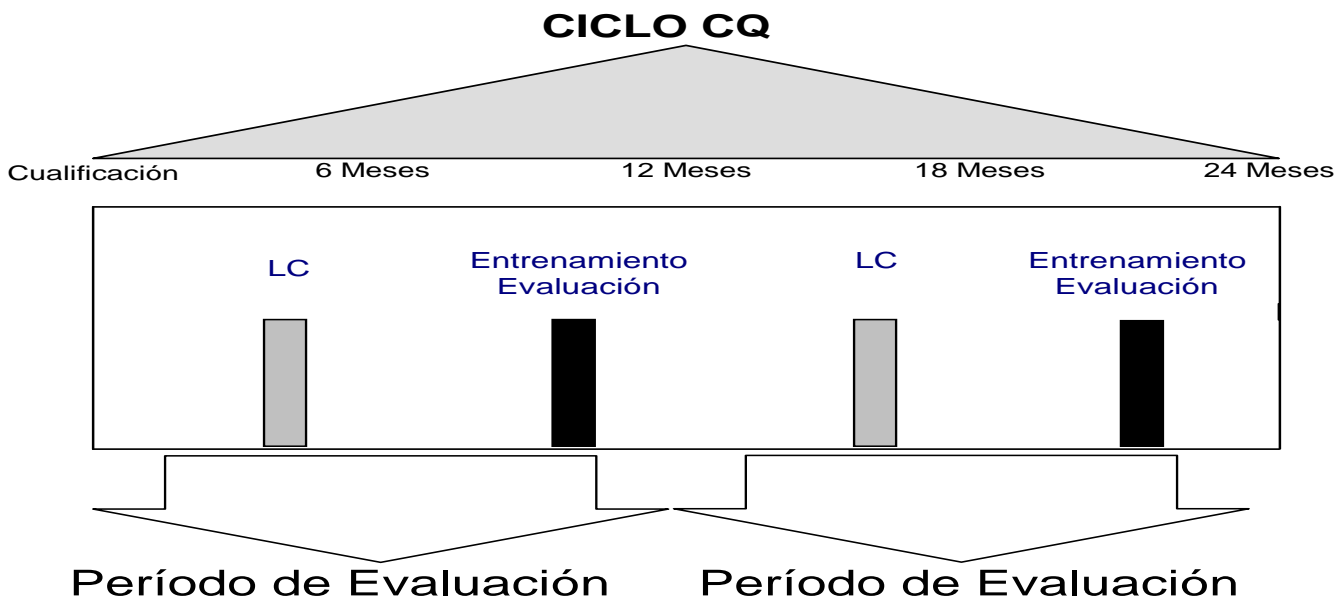 CICLO CQ
Cualificación 6 Meses 12 Meses 18 Meses 24 Meses
LC
Entrenamiento
Evaluación
LC
Entrenamiento
Evaluación
Período de Evaluación Período de Evaluación